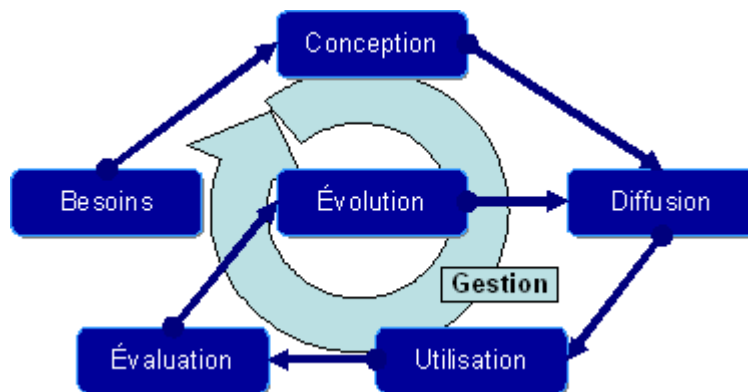 Conception
Besoins
Évolution
Diffusion
Gestion
Évaluation
Utilisation